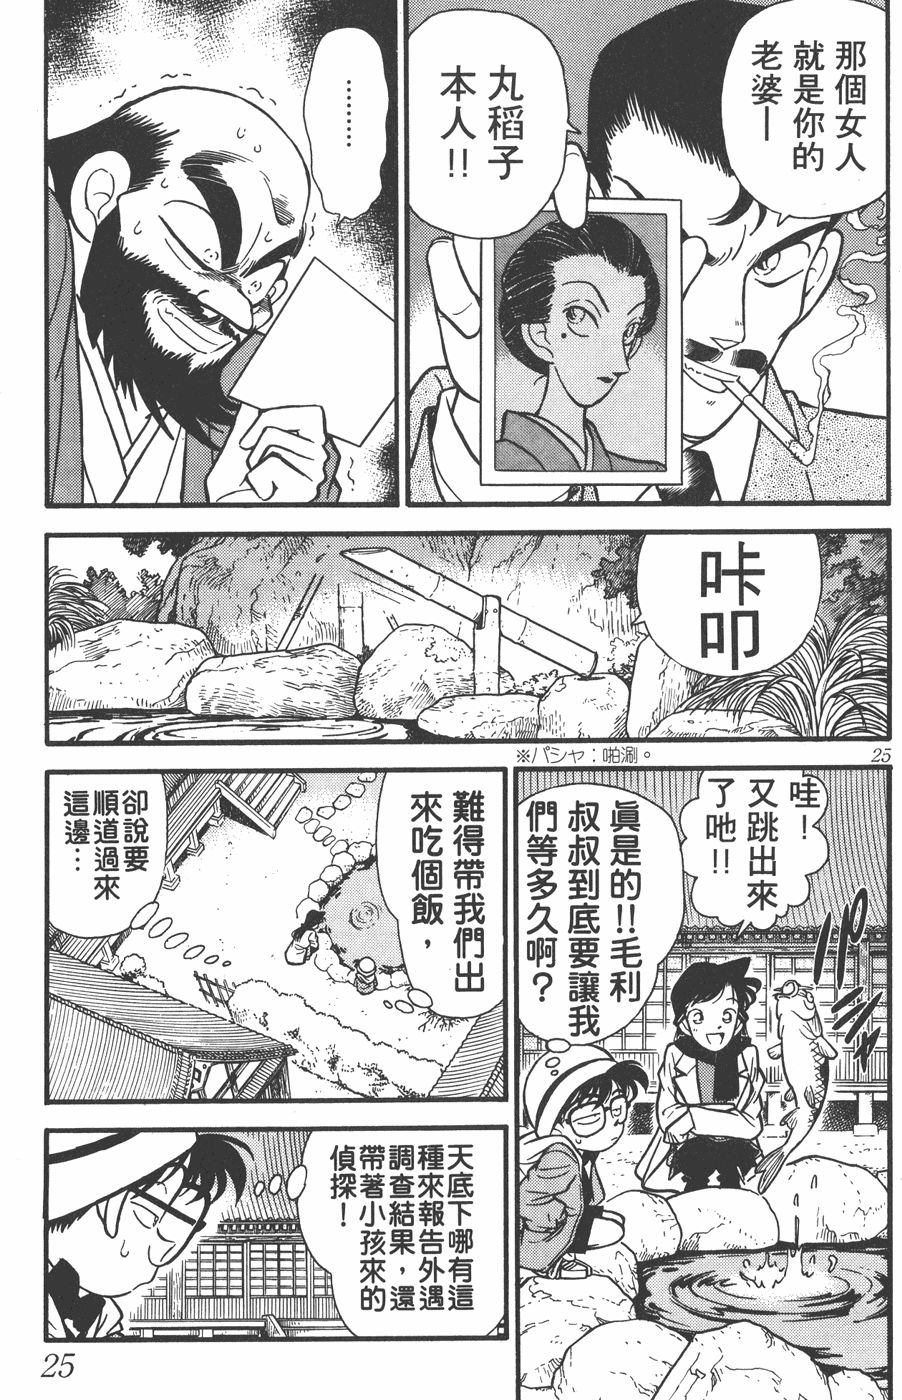 那個女人
就是你的
老婆—
丸稻子
本人!!
………
咔
叩
※パシャ：啪涮。
25
哇！
又跳出來
了吔!!
パシャ
真是的!!毛利
叔叔到底要讓我
們等多久啊？
難得帶我們出
來吃個飯，
卻說要
順道過來
這邊…
天底下哪有這
種來報告外遇
調查結果，還
帶著小孩來的
偵探！
25